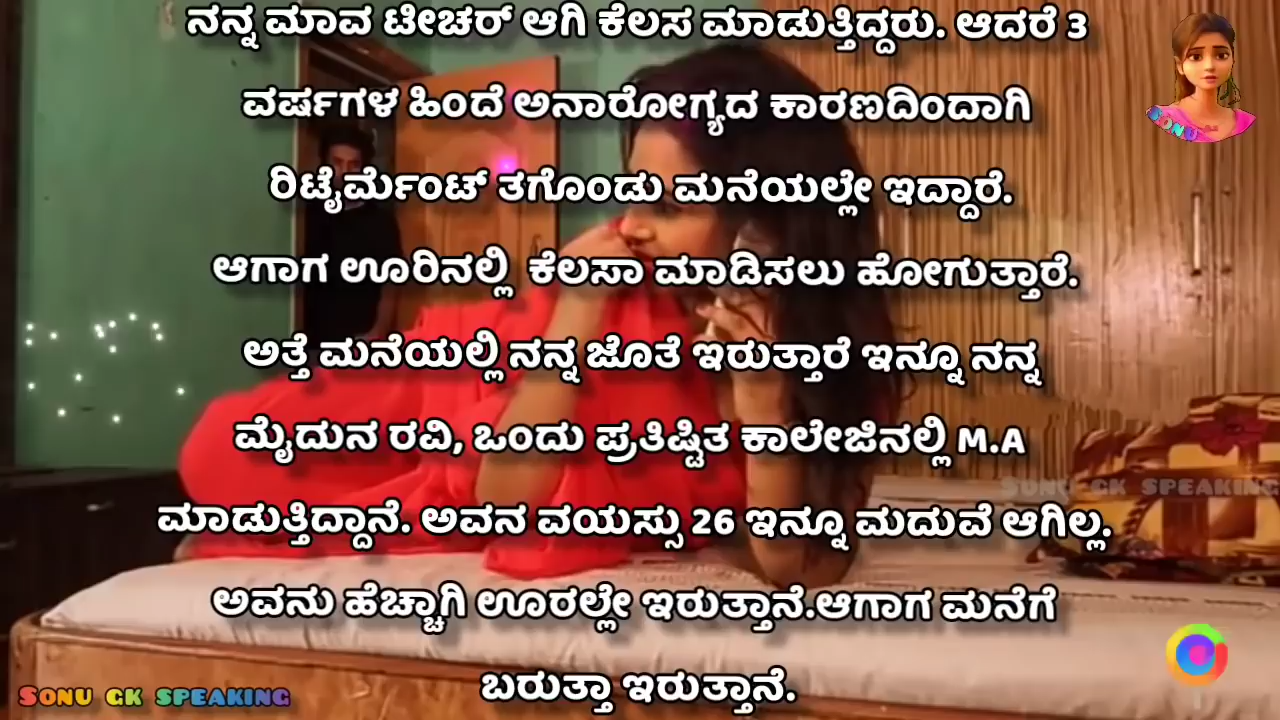 ನನ್ನ ಮಾವ ಟೀಚರ್ ಆಗಿ ಕೆಲಸ ಮಾಡುತ್ತಿದ್ದರು. ಆದರೆ 3
ವರ್ಷಗಳ ಹಿಂದೆ ಅನಾರೋಗ್ಯದ ಕಾರಣದಿಂದಾಗಿ
ರಿಟೈರ್ಮೆಂಟ್ ತಗೊಂಡು ಮನೆಯಲ್ಲೇ ಇದ್ದಾರೆ.
ಆಗಾಗ ಊರಿನಲ್ಲಿ ಕೆಲಸಾ ಮಾಡಿಸಲು ಹೋಗುತ್ತಾರೆ.
ಅತ್ತೆ ಮನೆಯಲ್ಲಿ ನನ್ನ ಜೊತೆ ಇರುತ್ತಾರೆ ಇನ್ನೂ ನನ್ನ
ಮೈದುನ ರವಿ, ಒಂದು ಪ್ರತಿಷ್ಟಿತ ಕಾಲೇಜಿನಲ್ಲಿ M.A
SONU GK SPEAKING
ಮಾಡುತ್ತಿದ್ದಾನೆ. ಅವನ ವಯಸ್ಸು 26 ಇನ್ನೂ ಮದುವೆ ಆಗಿಲ್ಲ.
ಅವನು ಹೆಚ್ಚಾಗಿ ಊರಲ್ಲೇ ಇರುತ್ತಾನೆ.ಆಗಾಗ ಮನೆಗೆ
ಬರುತ್ತಾ ಇರುತ್ತಾನೆ.
SONU GK SPEAKING